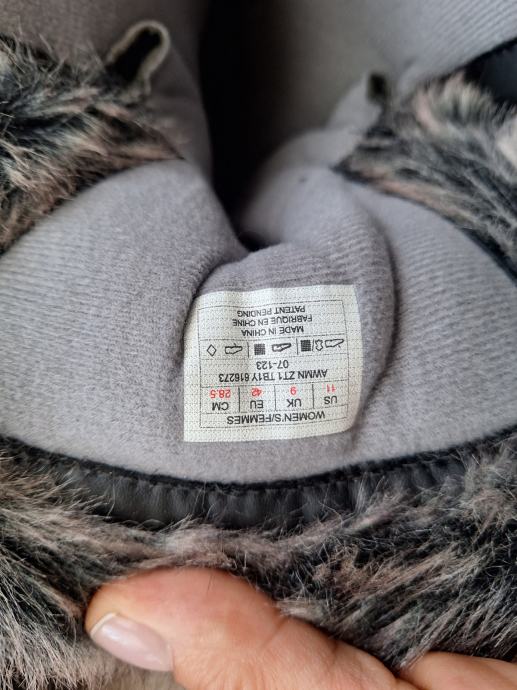 WOMEN'S/FEMMES
US UK EU CM
11 9 42 28.5
AWMN ZT1 TB1Y 616273
07-123
MADE IN CHINA
FABRIQUE EN CHINE
PATENT PENDING